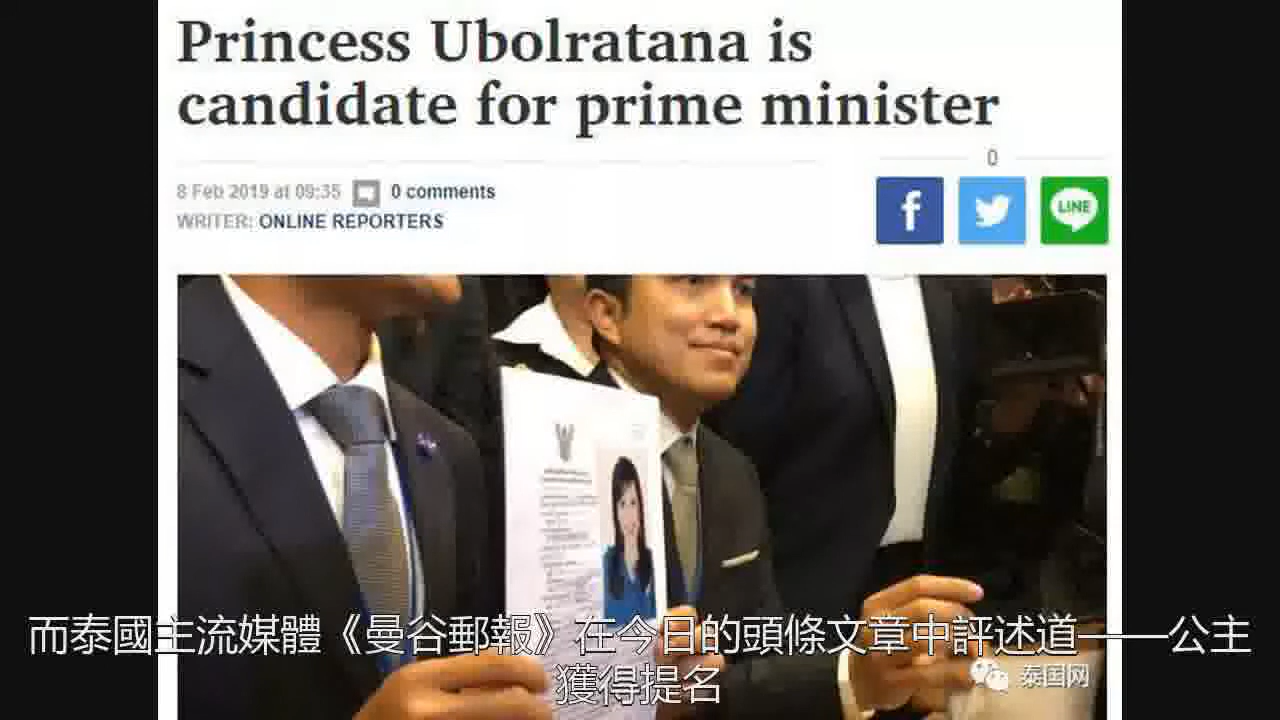 Princess Ubolratana is
candidate for prime minister
0
8 Feb 2019 at 09:35 0 comments
WRITER: ONLINE REPORTERS
f
LINE
而泰國主流媒體《曼谷郵報》在今日的頭條文章中評述道——公主
獲得提名
泰国网